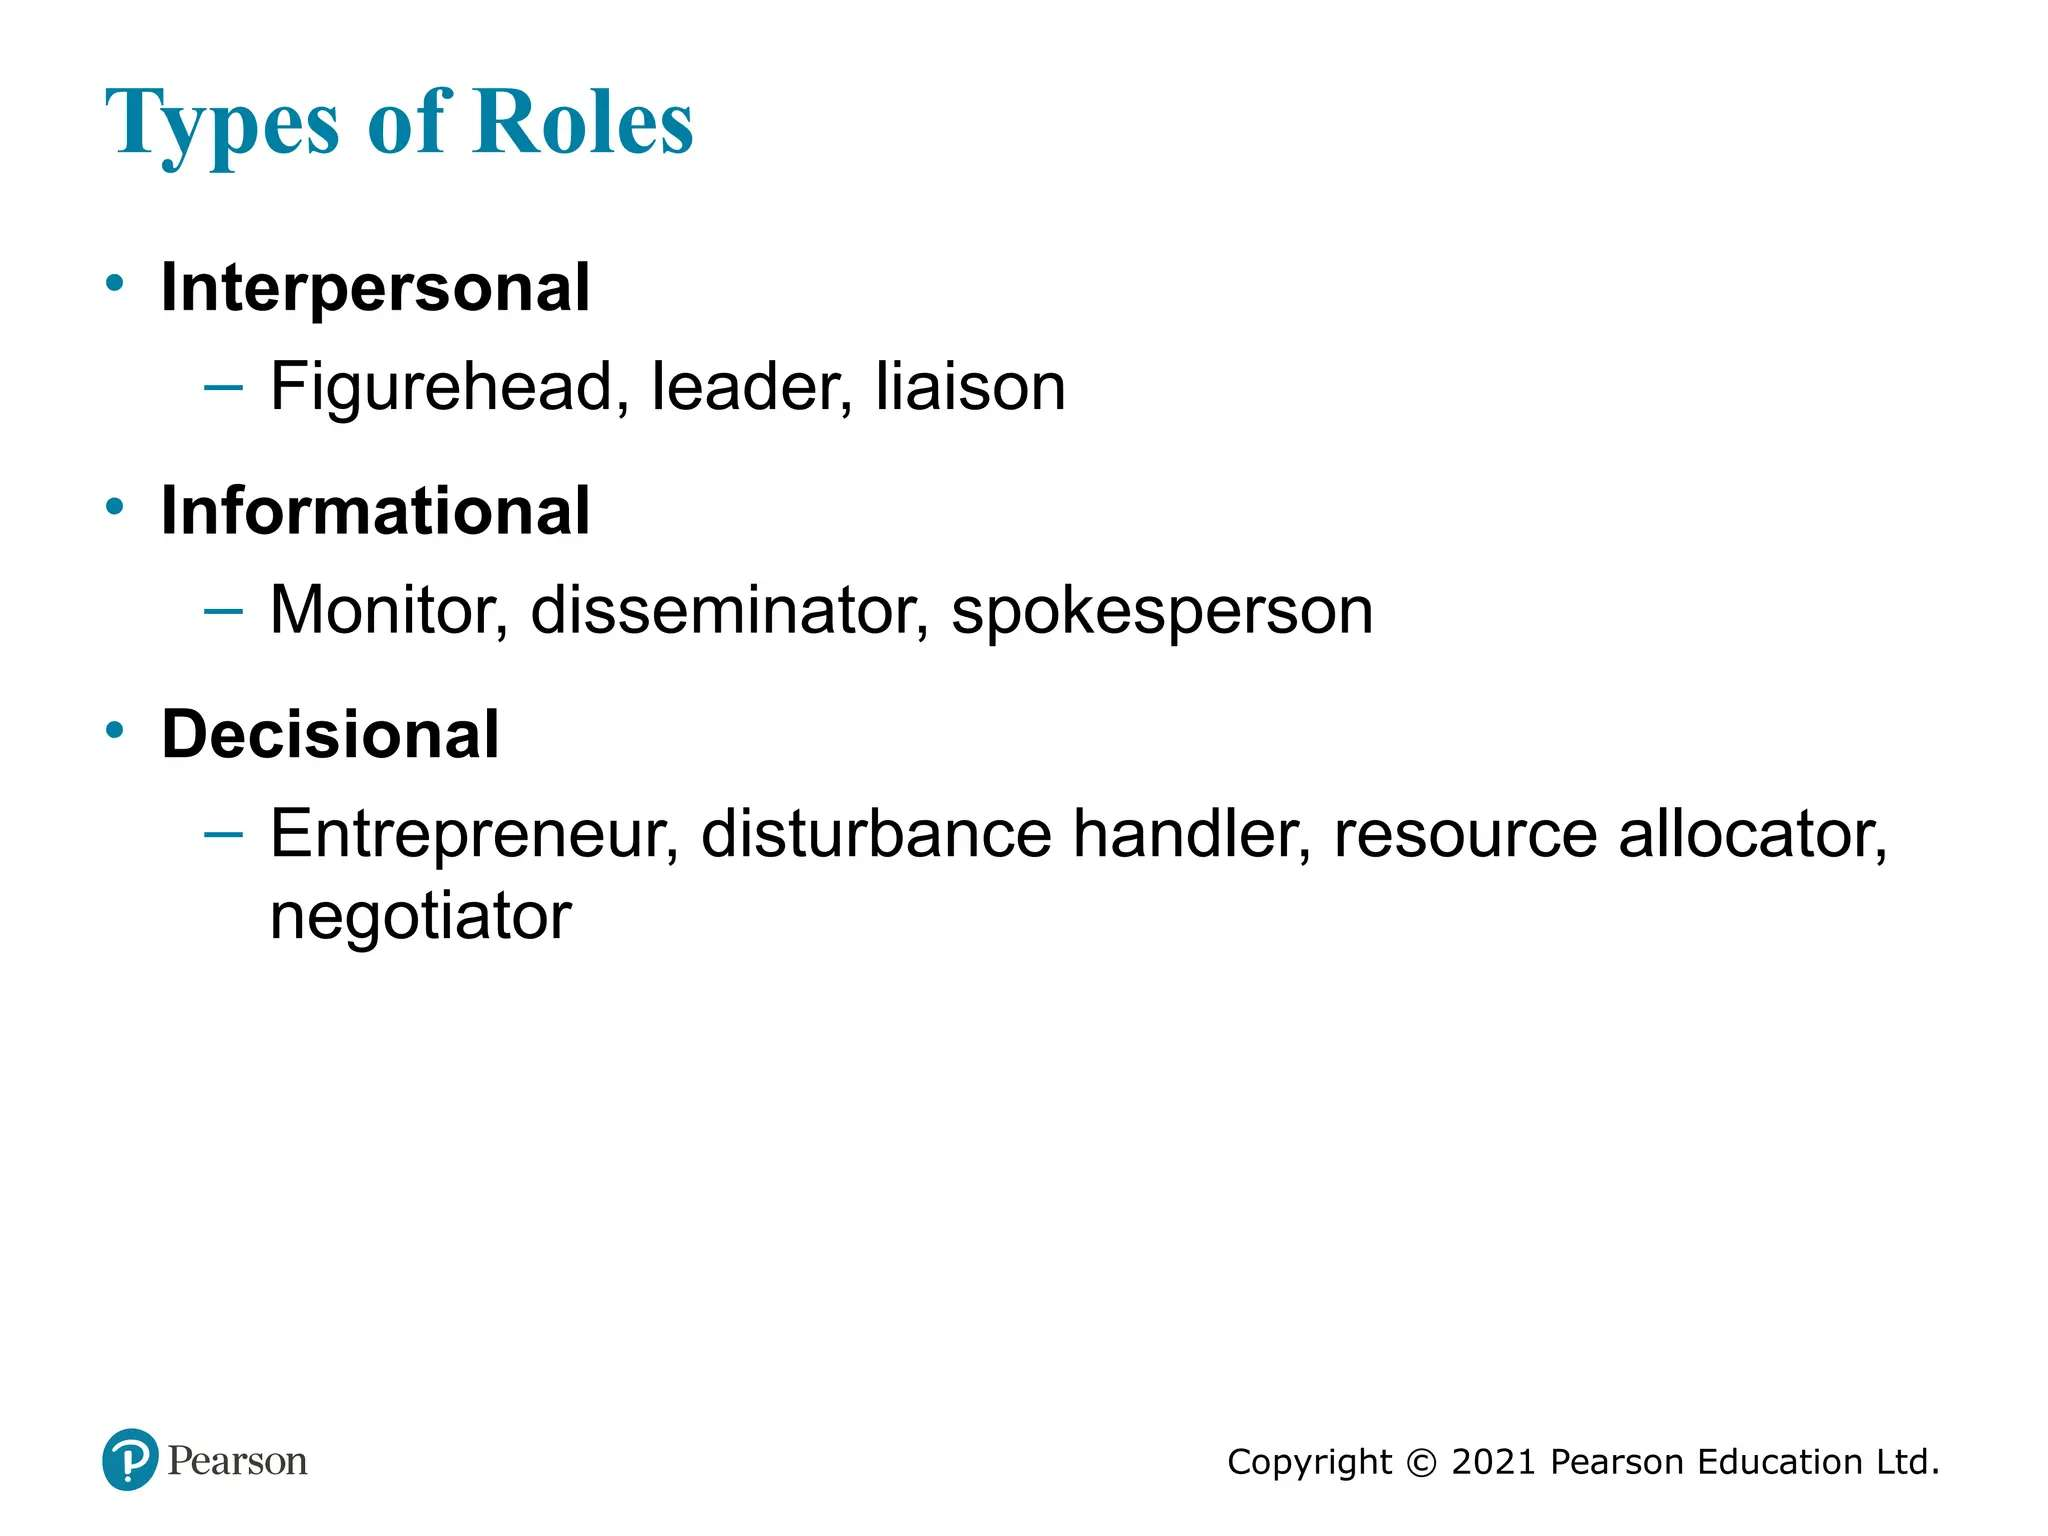 Types of Roles
• Interpersonal
– Figurehead, leader, liaison
• Informational
– Monitor, disseminator, spokesperson
• Decisional
– Entrepreneur, disturbance handler, resource allocator,
negotiator
Pearson
Copyright © 2021 Pearson Education Ltd.